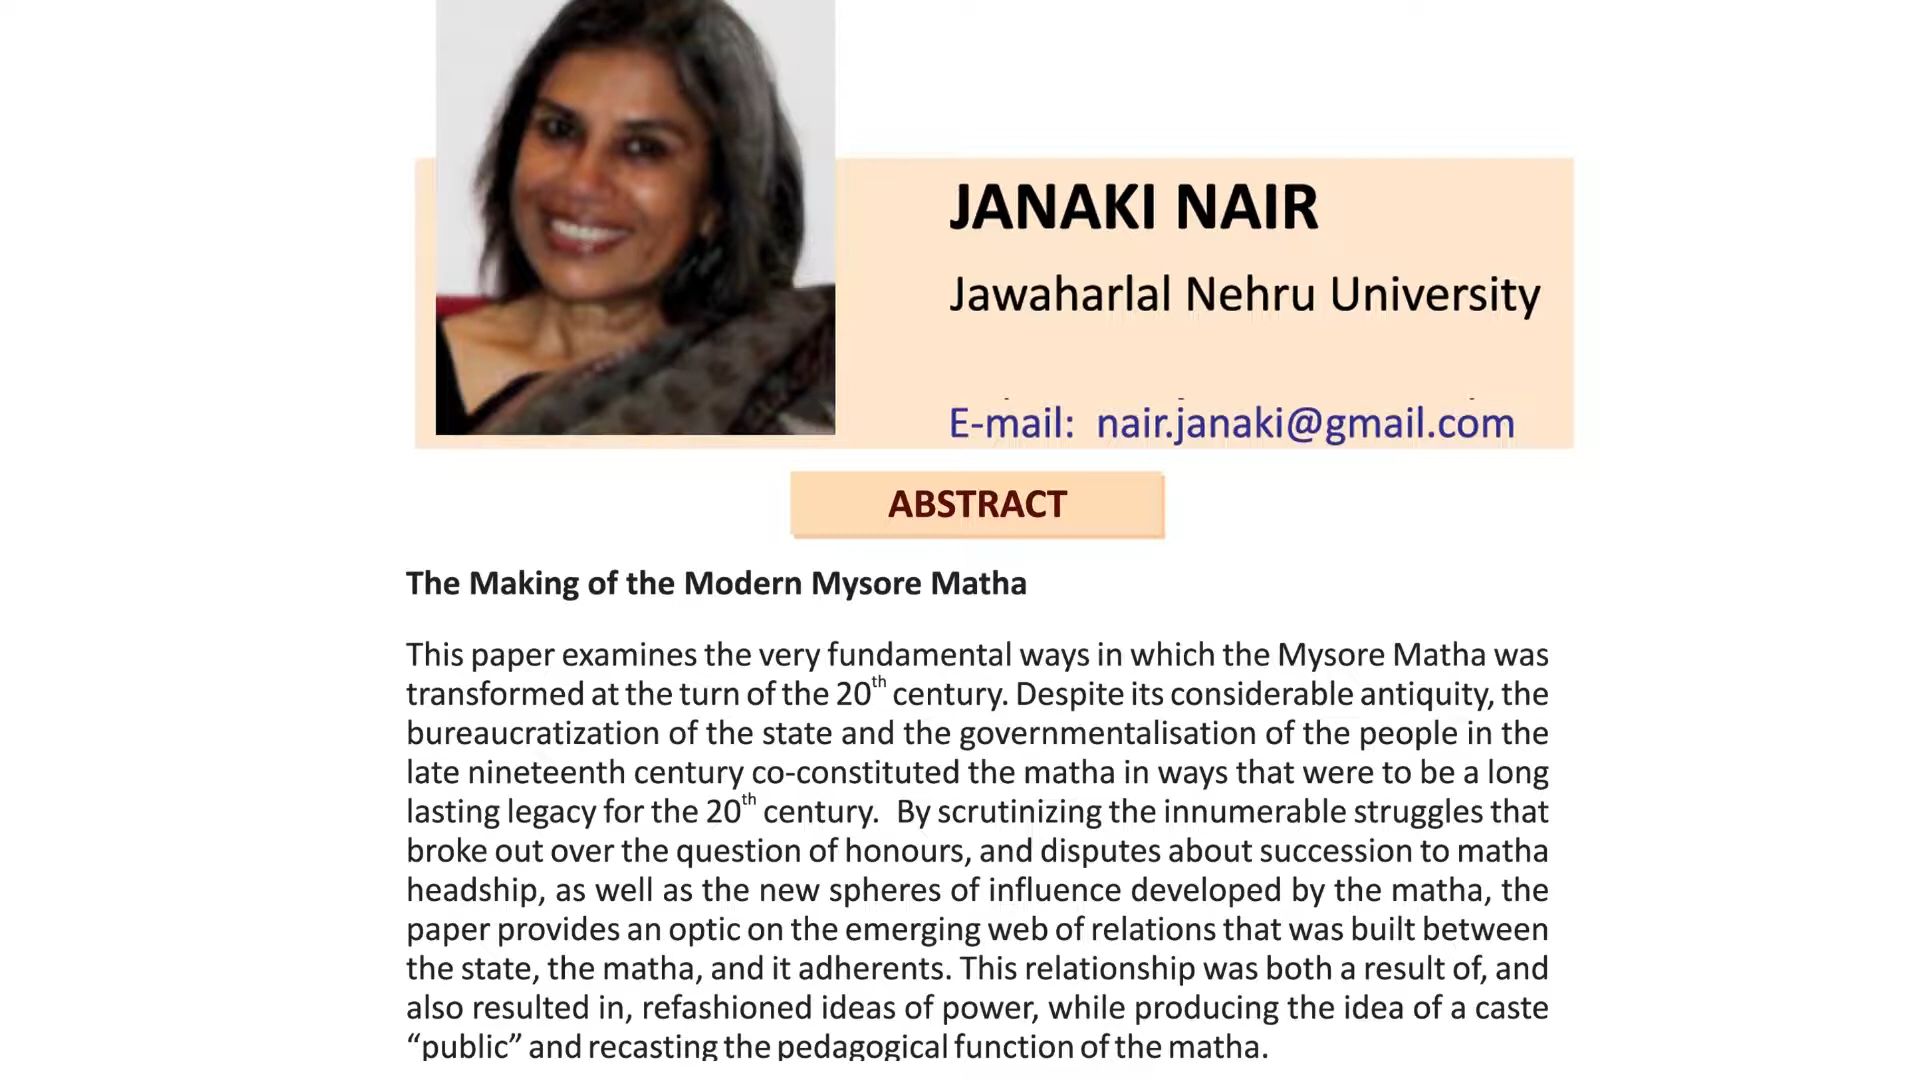 JANAKI NAIR
Jawaharlal Nehru University
E-mail:  nair.janaki@gmail.com
ABSTRACT
The Making of the Modern Mysore Matha
This paper examines the very fundamental ways in which the Mysore Matha was
transformed at the turn of the 20th century. Despite its considerable antiquity, the
bureaucratization of the state and the governmentalisation of the people in the
late nineteenth century co-constituted the matha in ways that were to be a long
lasting legacy for the 20th century.  By scrutinizing the innumerable struggles that
broke out over the question of honours, and disputes about succession to matha
headship, as well as the new spheres of influence developed by the matha, the
paper provides an optic on the emerging web of relations that was built between
the state, the matha, and it adherents. This relationship was both a result of, and
also resulted in, refashioned ideas of power, while producing the idea of a caste
“public” and recasting the pedagogical function of the matha.